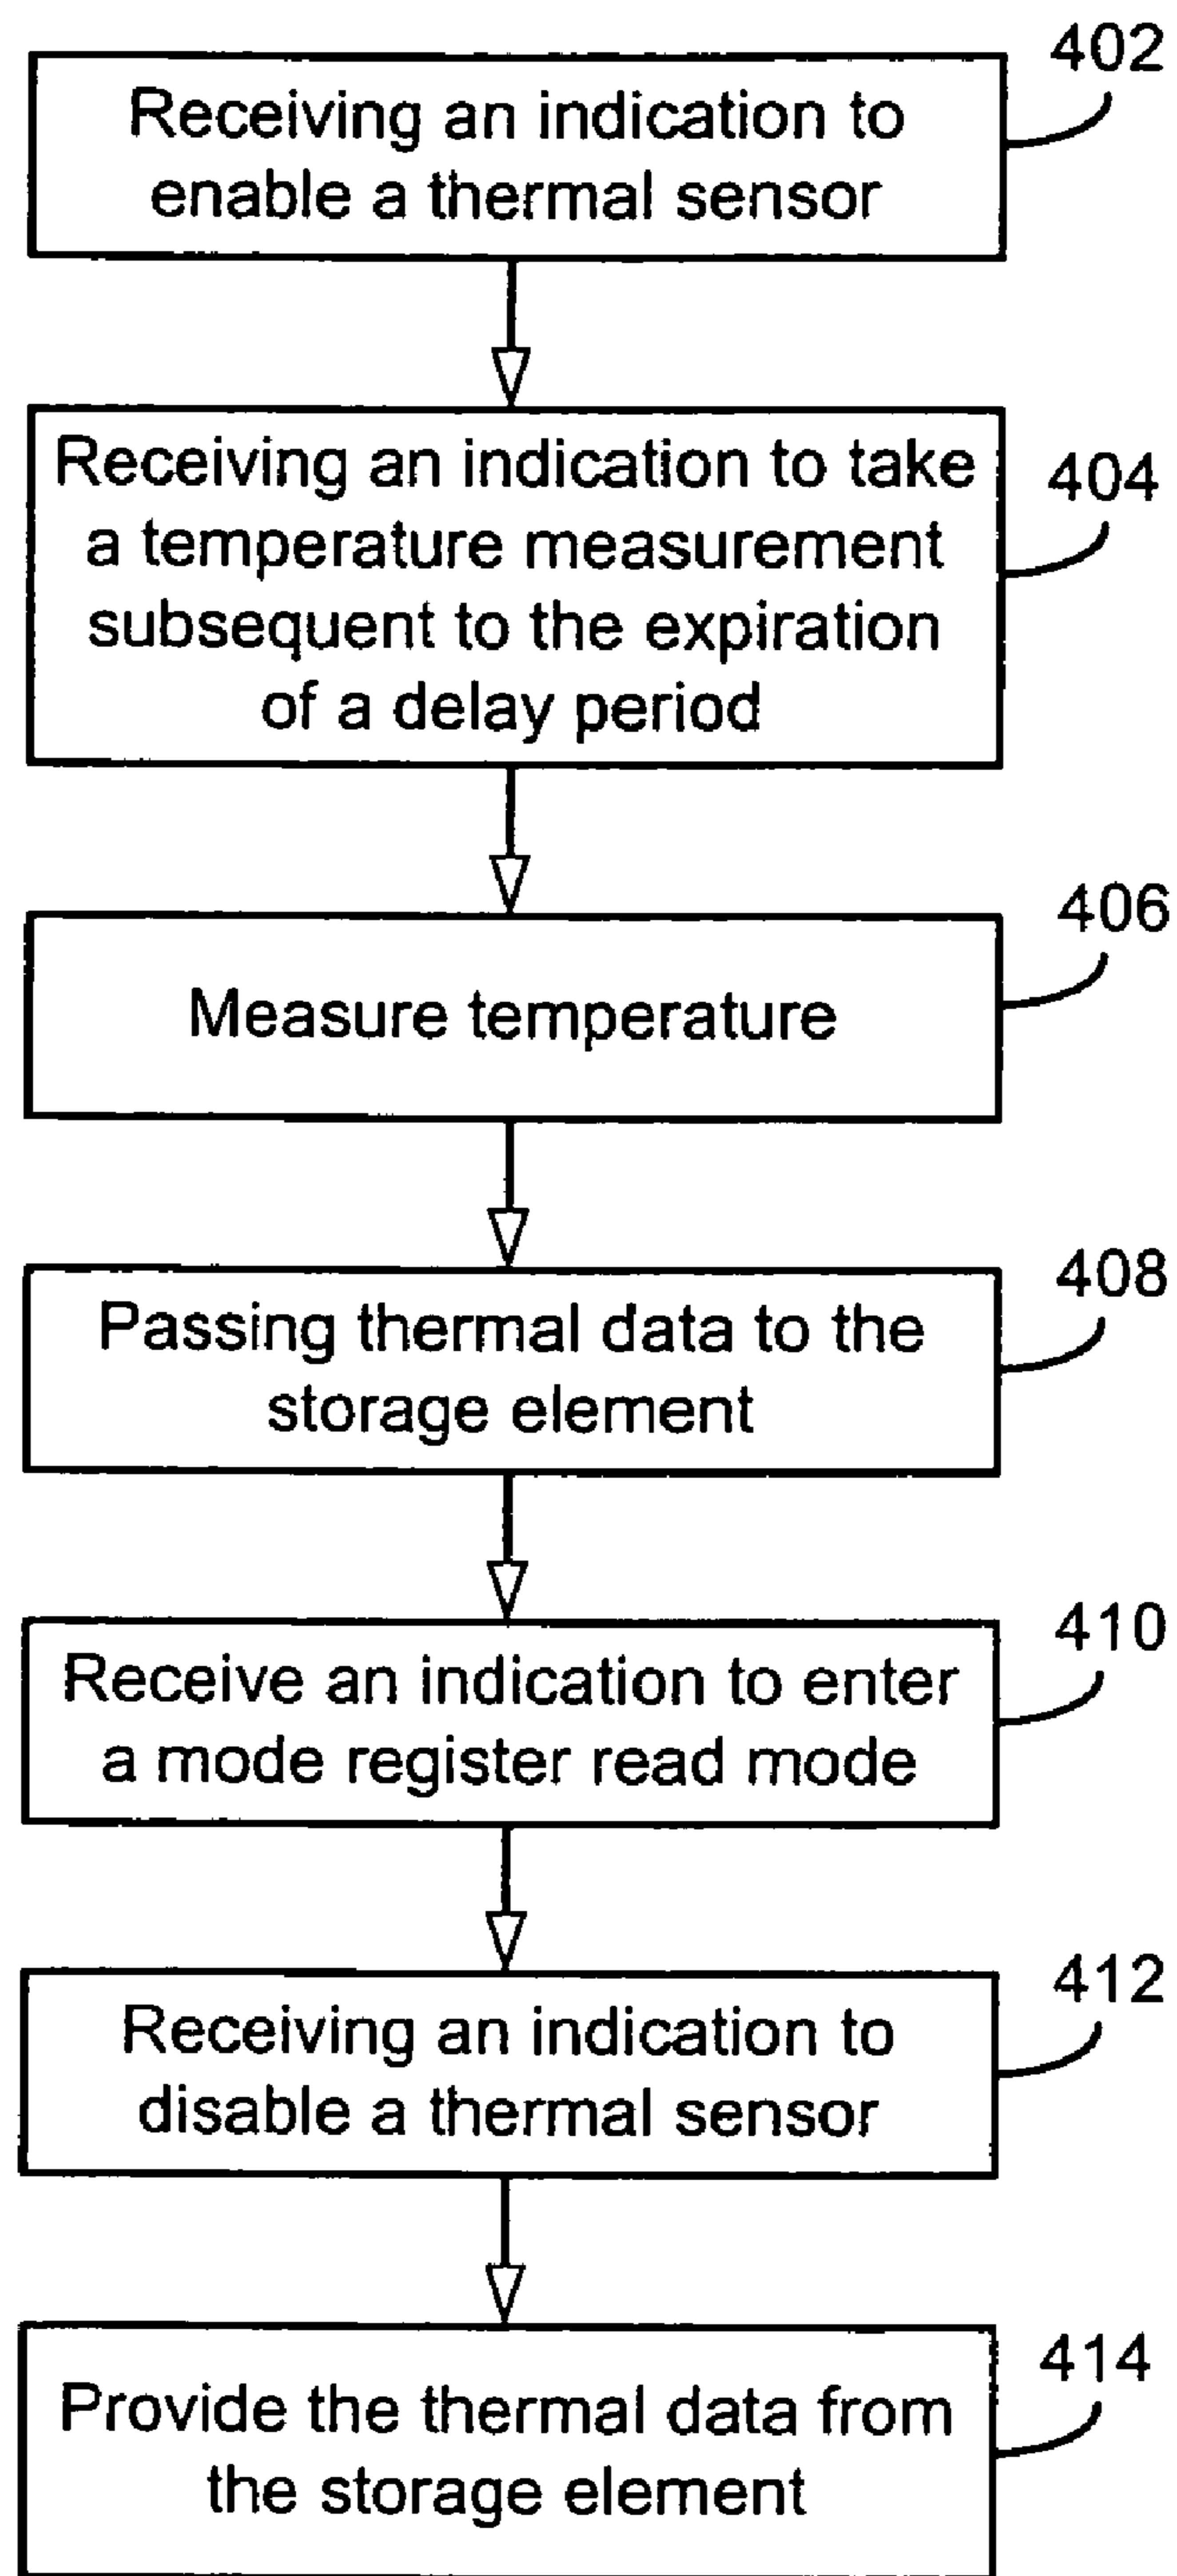 402
Receiving an indication to
enable a thermal sensor
404
Receiving an indication to take
a temperature measurement
subsequent to the expiration
of a delay period
406
Measure temperature
408
Passing thermal data to the
storage element
410
Receive an indication to enter
a mode register read mode
412
Receiving an indication to
disable a thermal sensor
414
Provide the thermal data from
the storage element